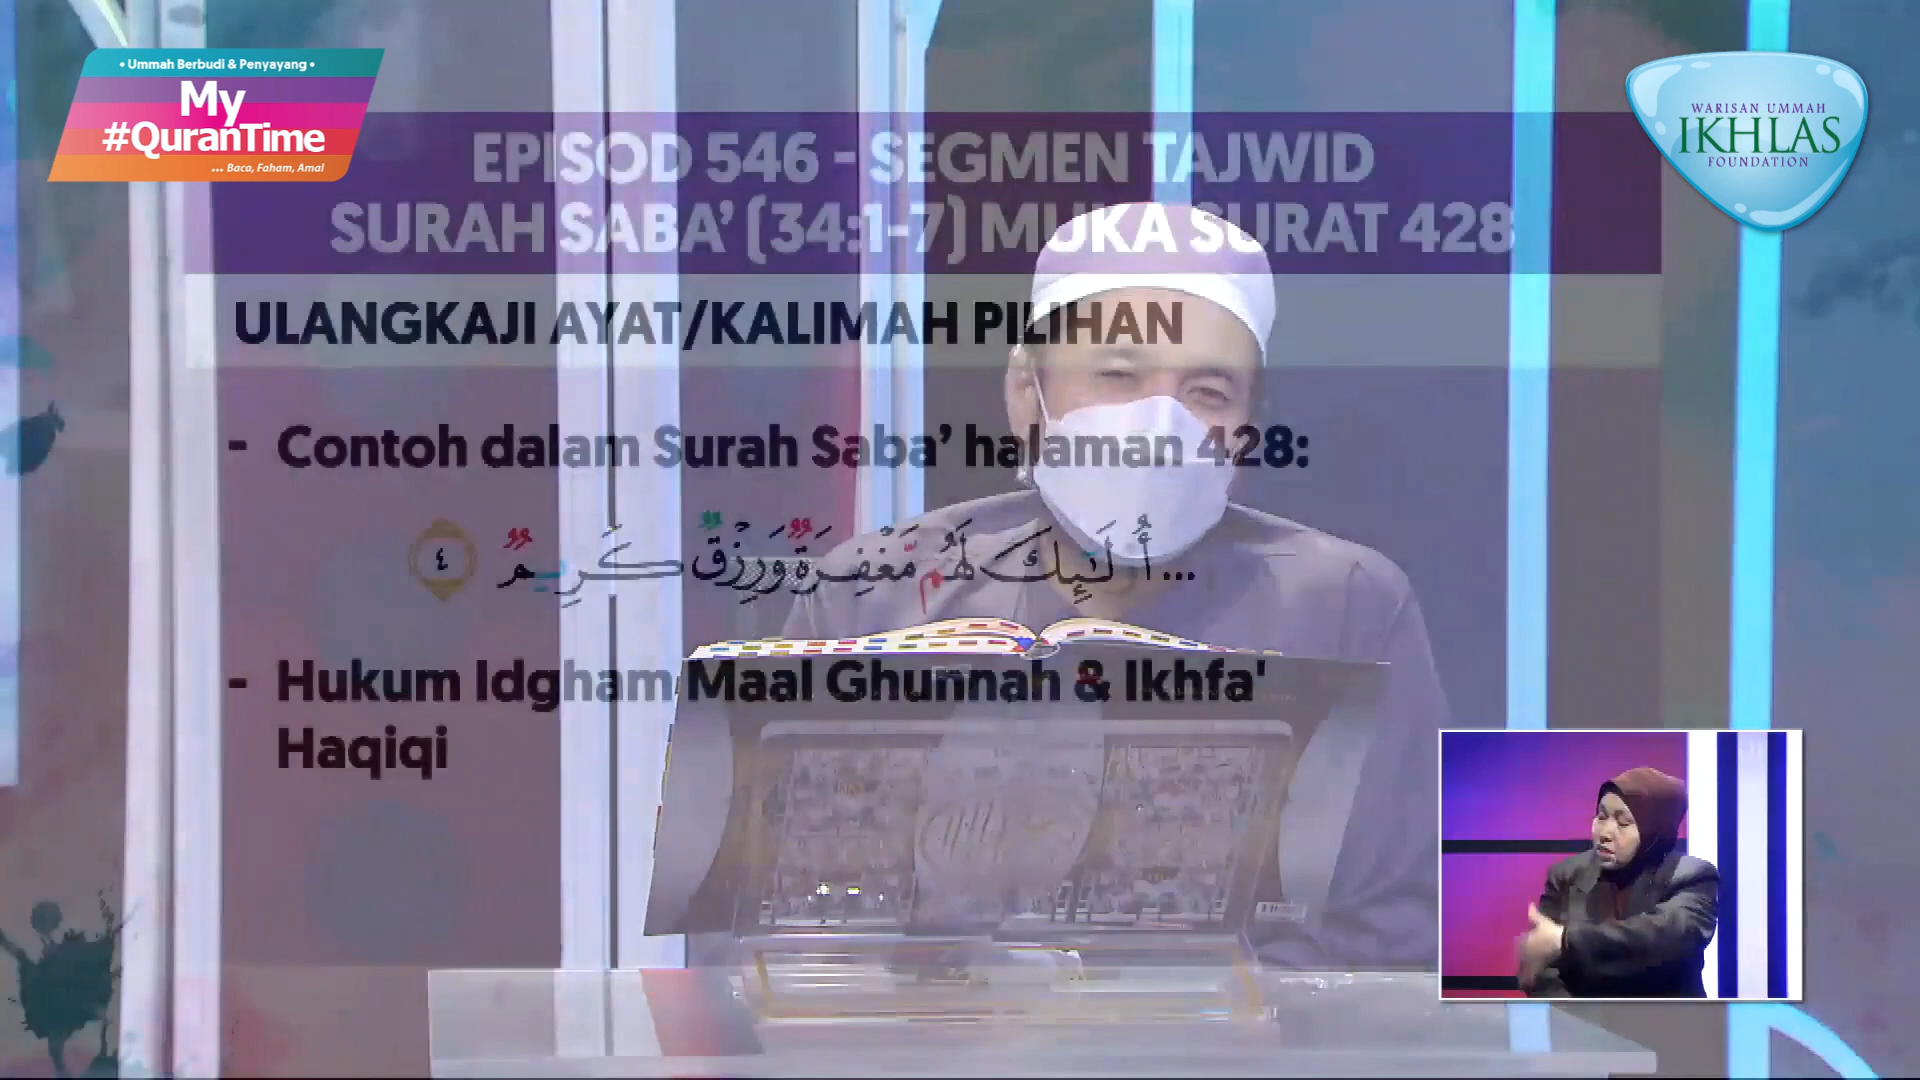 • Ummah Berbudi & Penyayang •
My
#QuranTime
... Baca, Faham, Amal
WARISAN UMMAH
IKHLAS
FOUNDATION
EPISOD 546 - SEGMEN TAJWID
SURAH SABA’ (34:1-7) MUKA SURAT 428
ULANGKAJI AYAT/KALIMAH PILIHAN
- Contoh dalam Surah Saba’ halaman 428:
...أُولَٰئِكَ لَهُم مَّغْفِرَةٌ وَرِزْقٌ كَرِيمٌ ٤
- Hukum Idgham Maal Ghunnah & Ikhfa'
Haqiqi